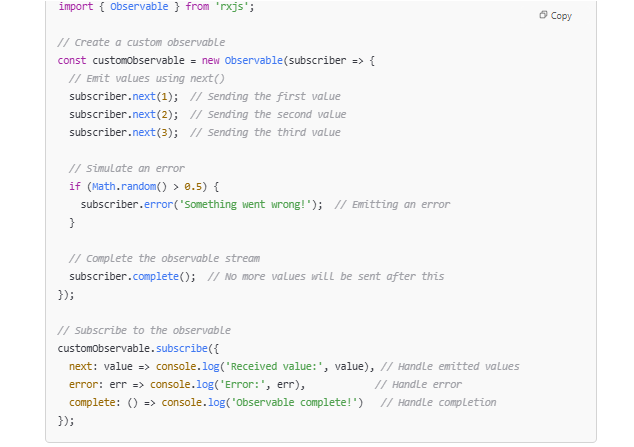 import { Observable } from 'rxjs';
Copy
// Create a custom observable
const customObservable = new Observable(subscriber => {
  // Emit values using next()
  subscriber.next(1);  // Sending the first value
  subscriber.next(2);  // Sending the second value
  subscriber.next(3);  // Sending the third value
  // Simulate an error
  if (Math.random() > 0.5) {
    subscriber.error('Something went wrong!');  // Emitting an error
  }
  // Complete the observable stream
  subscriber.complete();  // No more values will be sent after this
});
// Subscribe to the observable
customObservable.subscribe({
  next: value => console.log('Received value:', value), // Handle emitted values
  error: err => console.log('Error:', err),            // Handle error
  complete: () => console.log('Observable complete!')   // Handle completion
});